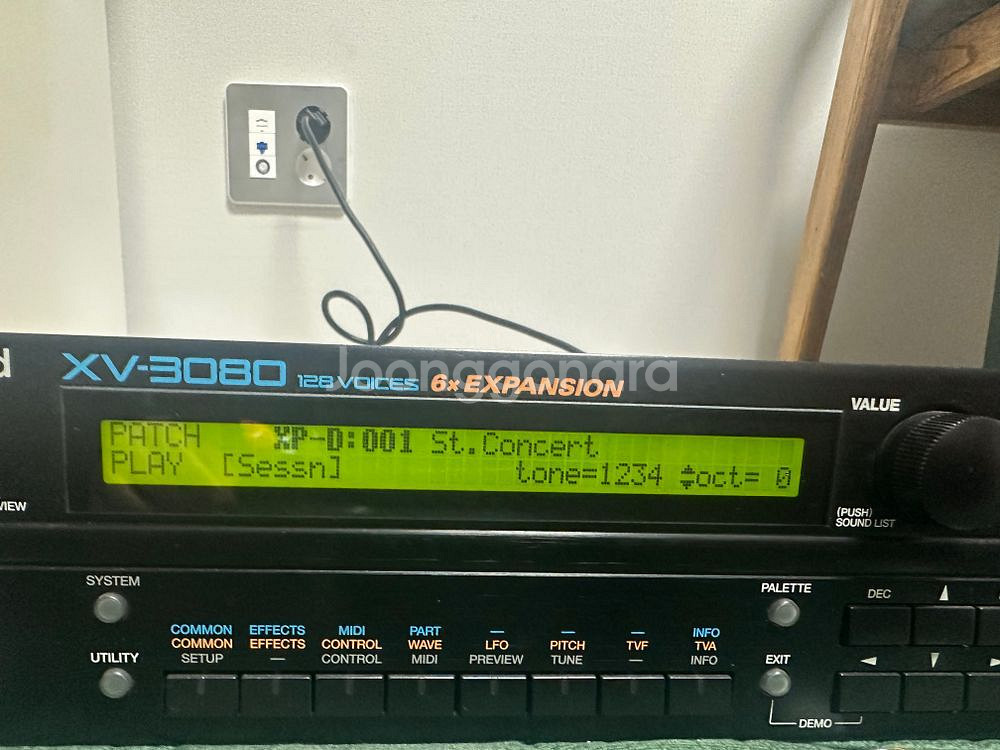 d XV-3080 128 VOICES 6x EXPANSION
Joonggonara
VALUE
PATCH XP-D:001 St.Concert
PLAY [Sessn] tone=1234 oct= 0
(PUSH)
SOUND LIST
VIEW
SYSTEM
UTILITY
COMMON EFFECTS MIDI PART — — — INFO
COMMON EFFECTS CONTROL WAVE LFO PITCH TVF TVA
SETUP — CONTROL MIDI PREVIEW TUNE — INFO
PALETTE
DEC
EXIT
DEMO